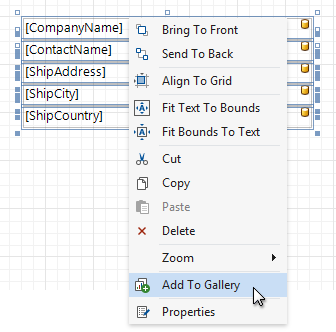 [CompanyName]
[ContactName]
[ShipAddress]
[ShipCity]
[ShipCountry]
Bring To Front
Send To Back
Align To Grid
Fit Text To Bounds
Fit Bounds To Text
Cut
Copy
Paste
Delete
Zoom
Add To Gallery
Properties